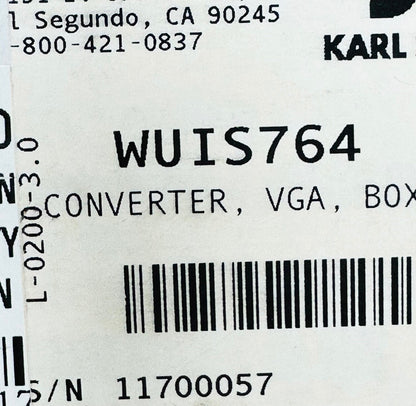 l Segundo, CA 90245
-800-421-0837
KARL
WUIS764
CONVERTER, VGA, BOX
L-0200-3.0
S/N 11700057